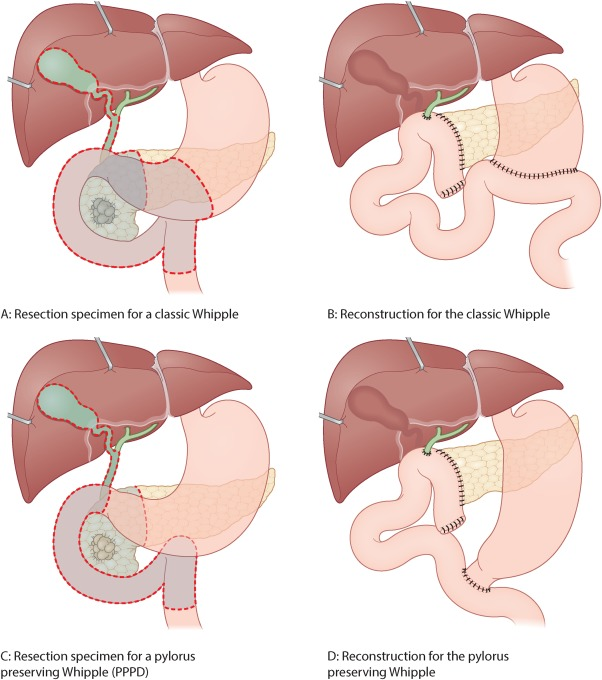 A: Resection specimen for a classic Whipple
B: Reconstruction for the classic Whipple
C: Resection specimen for a pylorus
preserving Whipple (PPPD)
D: Reconstruction for the pylorus
preserving Whipple